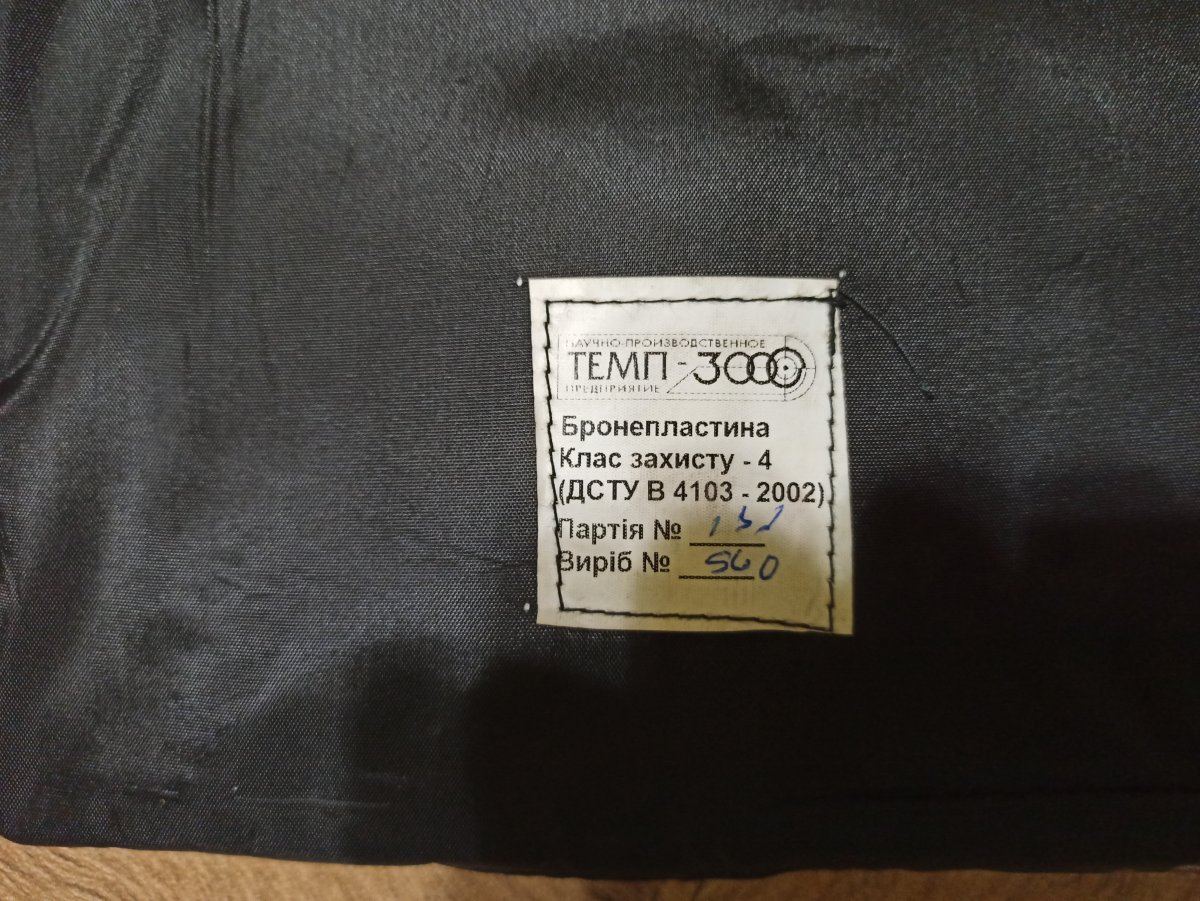 НАУЧНО-ПРОИЗВОДСТВЕННОЕ
ТЕМП - 3000
ПРЕДПРИЯТИЕ
Бронепластина
Клас захисту - 4
(ДСТУ В 4103 - 2002)
Партія №
Виріб № 560